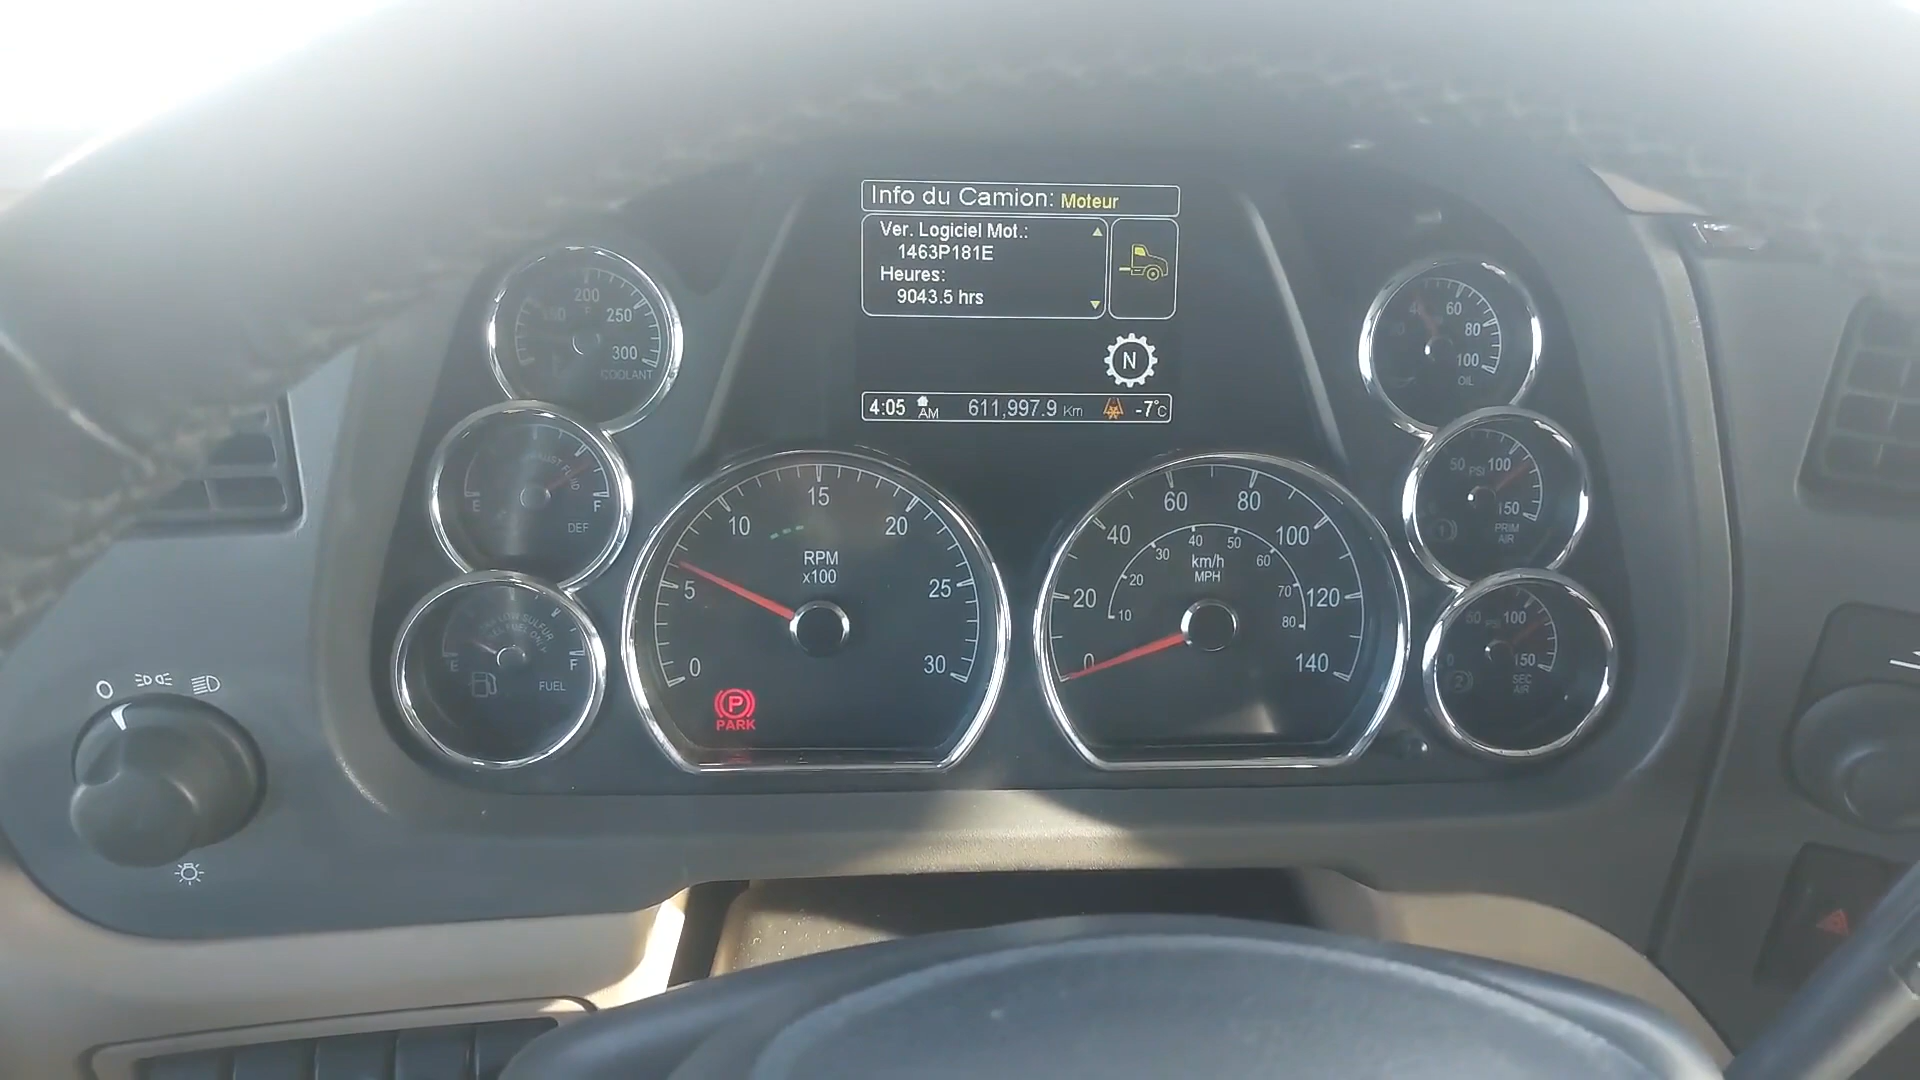 Info du Camion: Moteur
Ver. Logiciel Mot.:
1463P181E
Heures:
9043.5 hrs
N
4:05 AM 611,997.9 Km -7°C
200
250
300
COOLANT
E F
DEF
E F
FUEL
0 5 10 15 20 25 30
RPM
x100
PARK
0 20 40 60 80 100 120 140
km/h
MPH
10 20 30 40 50 60 70 80
40 60 80 100
OIL
50 PSI 100
150
1
PRIM
AIR
50 PSI 100
0 150
2
SEC
AIR
O